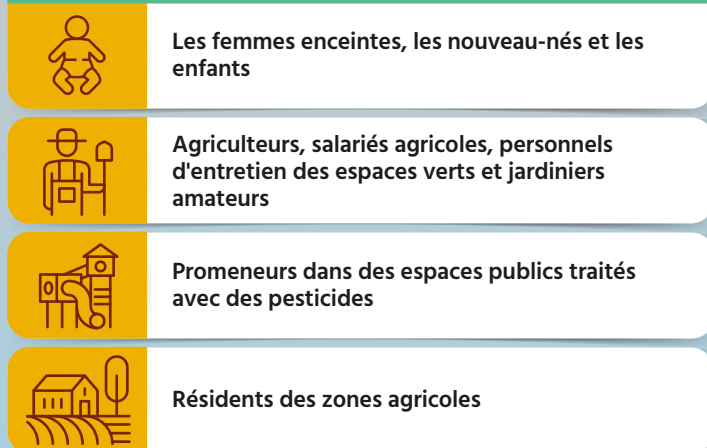 Les femmes enceintes, les nouveau-nés et les
enfants
Agriculteurs, salariés agricoles, personnels
d'entretien des espaces verts et jardiniers
amateurs
Promeneurs dans des espaces publics traités
avec des pesticides
Résidents des zones agricoles